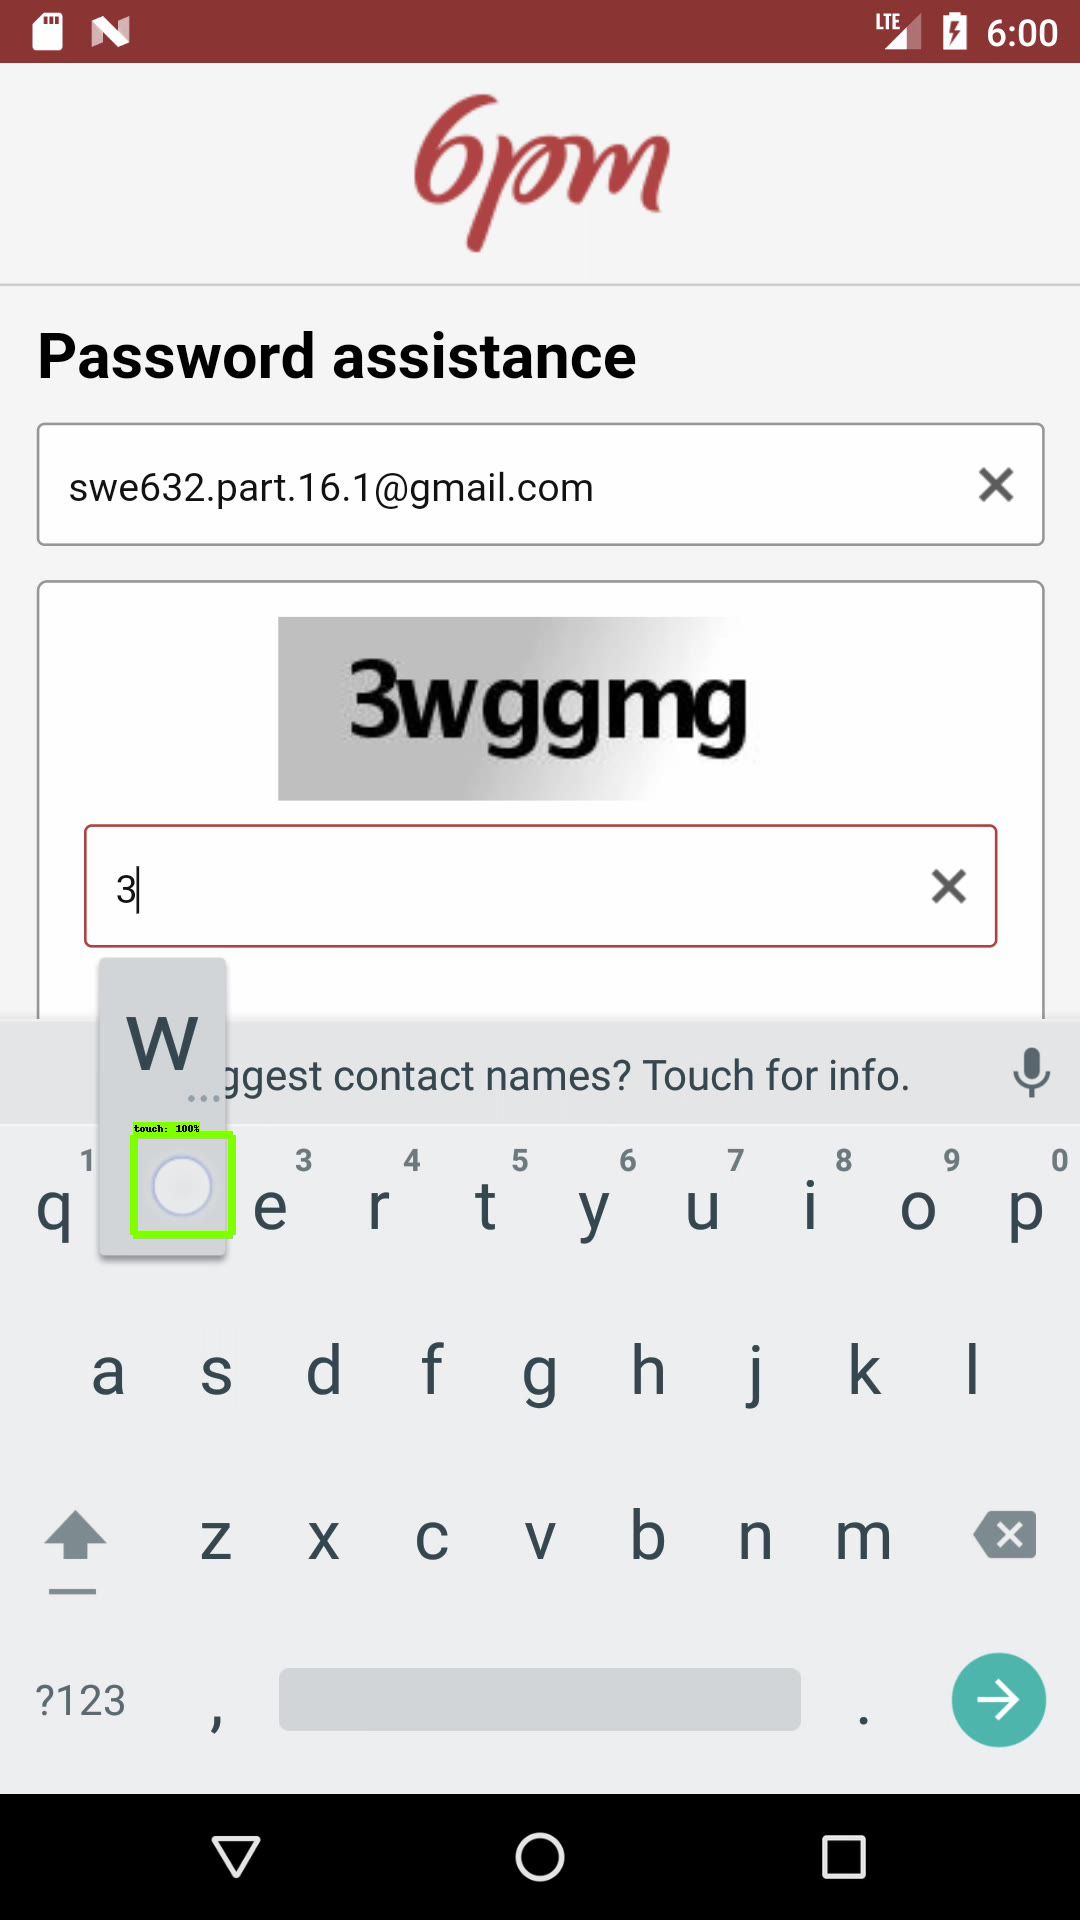 LTE 6:00
6pm
Password assistance
swe632.part.16.1@gmail.com
3wggmg
3
w
ggest contact names? Touch for info.
touch: 100%
1 3 4 5 6 7 8 9 0
q e r t y u i o p
a s d f g h j k l
z x c v b n m
?123 , .